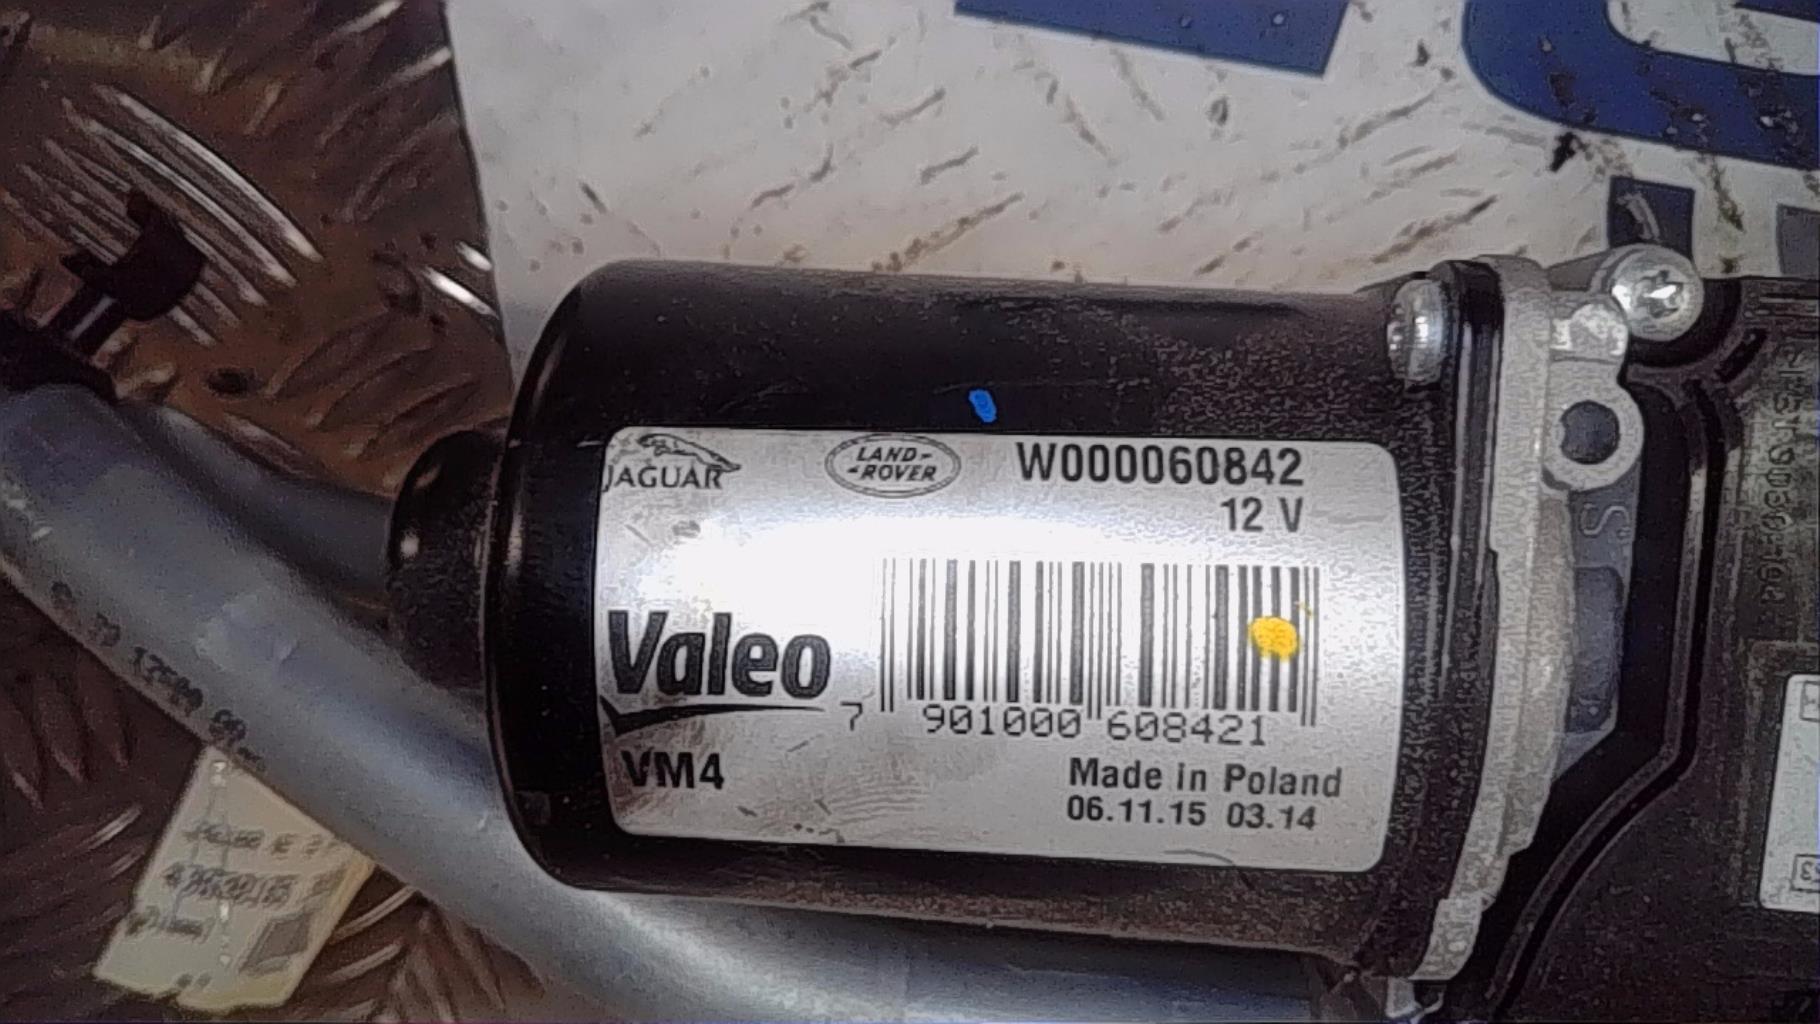 JAGUAR
LAND-
-ROVER
W000060842
12 V
Valeo
7 901000 608421
VM4
Made in Poland
06.11.15 03.14